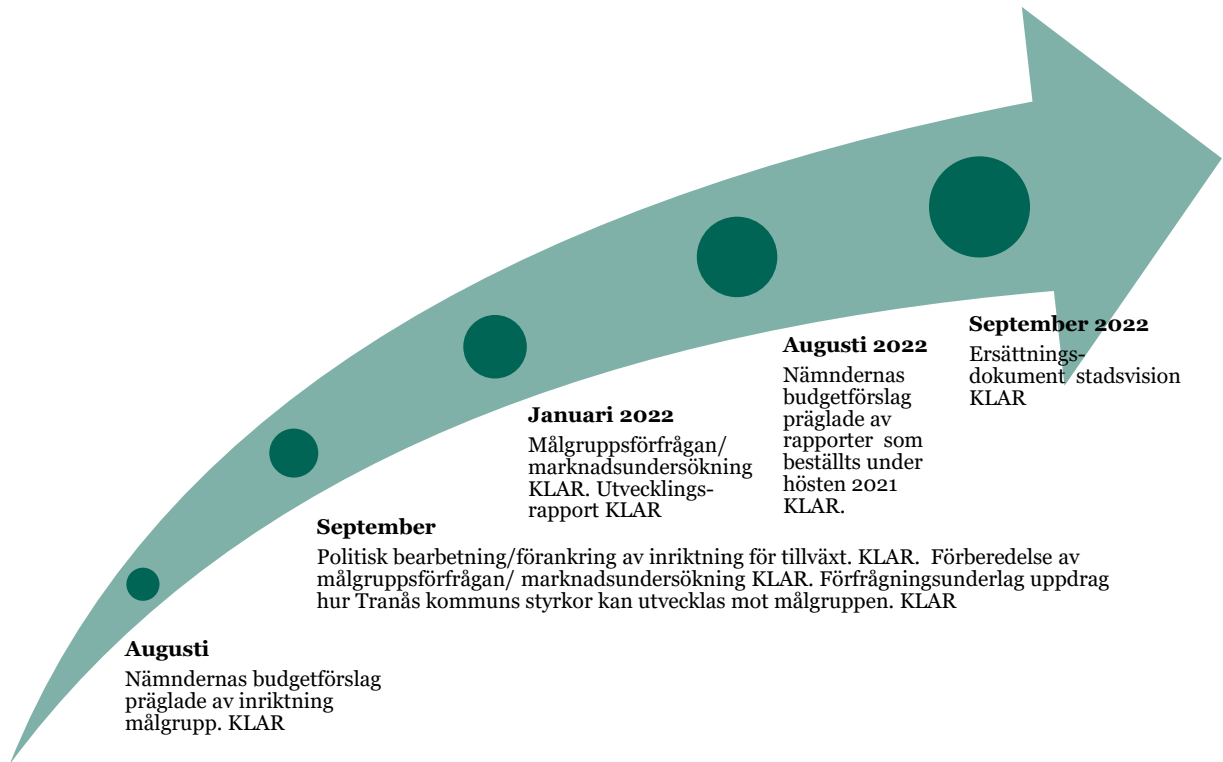 Augusti
Nämndernas budgetförslag
präglade av inriktning
målgrupp. KLAR
September
Politisk bearbetning/förankring av inriktning för tillväxt. KLAR.  Förberedelse av
målgruppsförfrågan/ marknadsundersökning KLAR. Förfrågningsunderlag uppdrag
hur Tranås kommuns styrkor kan utvecklas mot målgruppen. KLAR
Januari 2022
Målgruppsförfrågan/
marknadsundersökning
KLAR. Utvecklings-
rapport KLAR
Augusti 2022
Nämndernas
budgetförslag
präglade av
rapporter  som
beställts under
hösten 2021
KLAR.
September 2022
Ersättnings-
dokument  stadsvision
KLAR